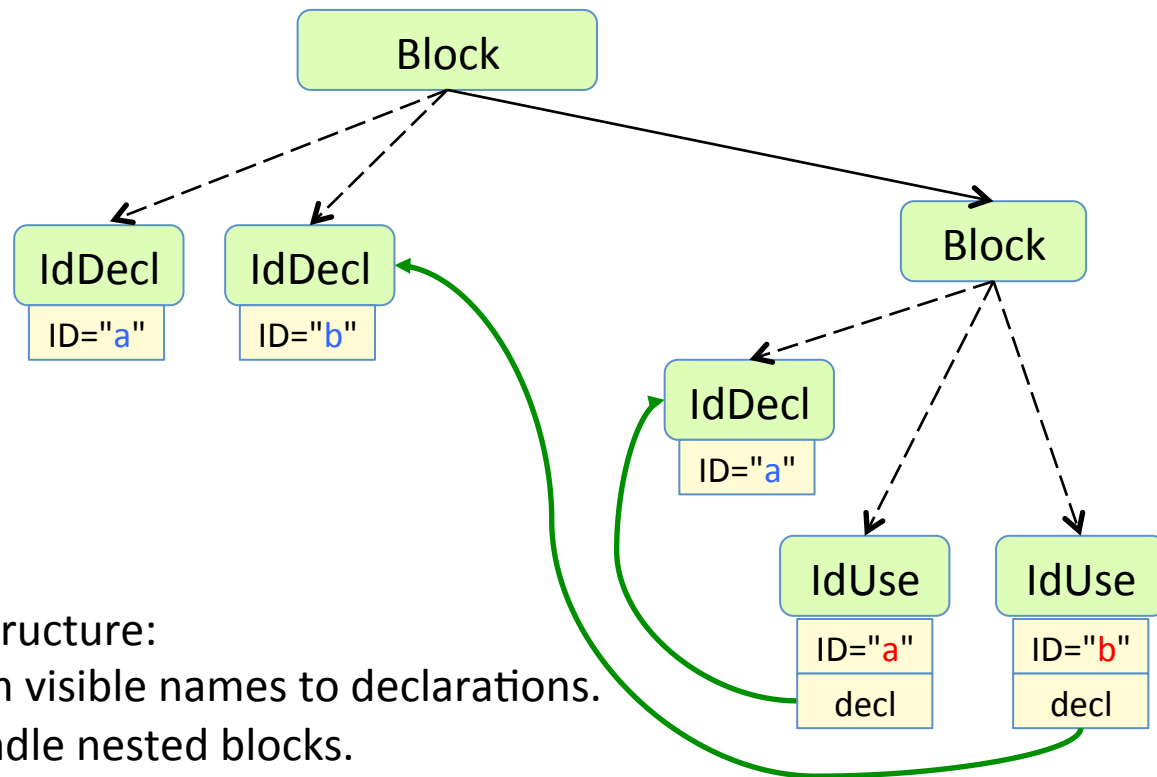 Block
Block
IdDecl
IdDecl
ID="a"
ID="b"
IdDecl
ID="a"
IdUse
IdUse
ID="a"
ID="b"
decl
decl
ructure:
visible names to declarations.
nested blocks.